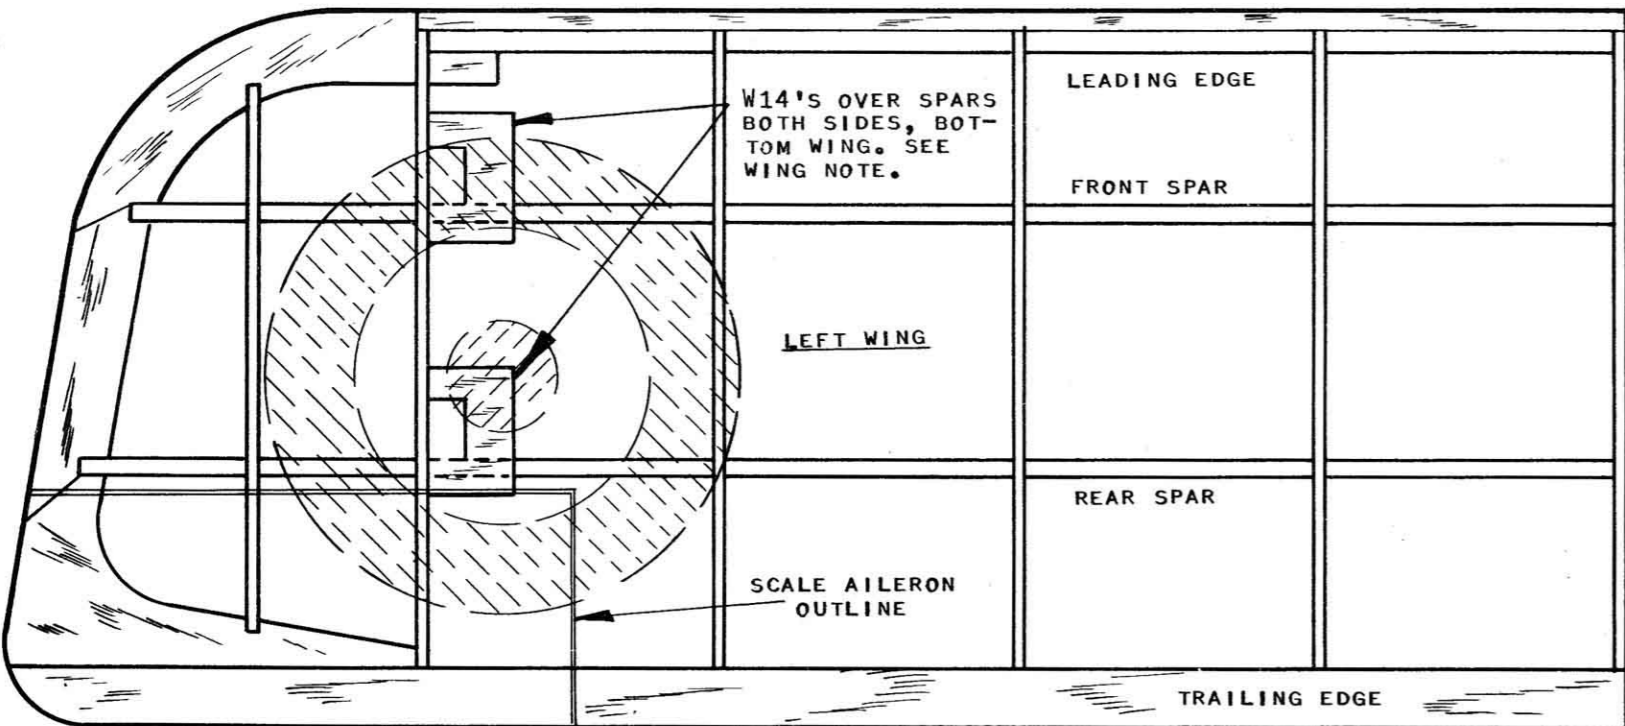 LEADING EDGE
W14'S OVER SPARS
BOTH SIDES, BOT-
TOM WING. SEE
WING NOTE.
FRONT SPAR
LEFT WING
REAR SPAR
SCALE AILERON
OUTLINE
TRAILING EDGE